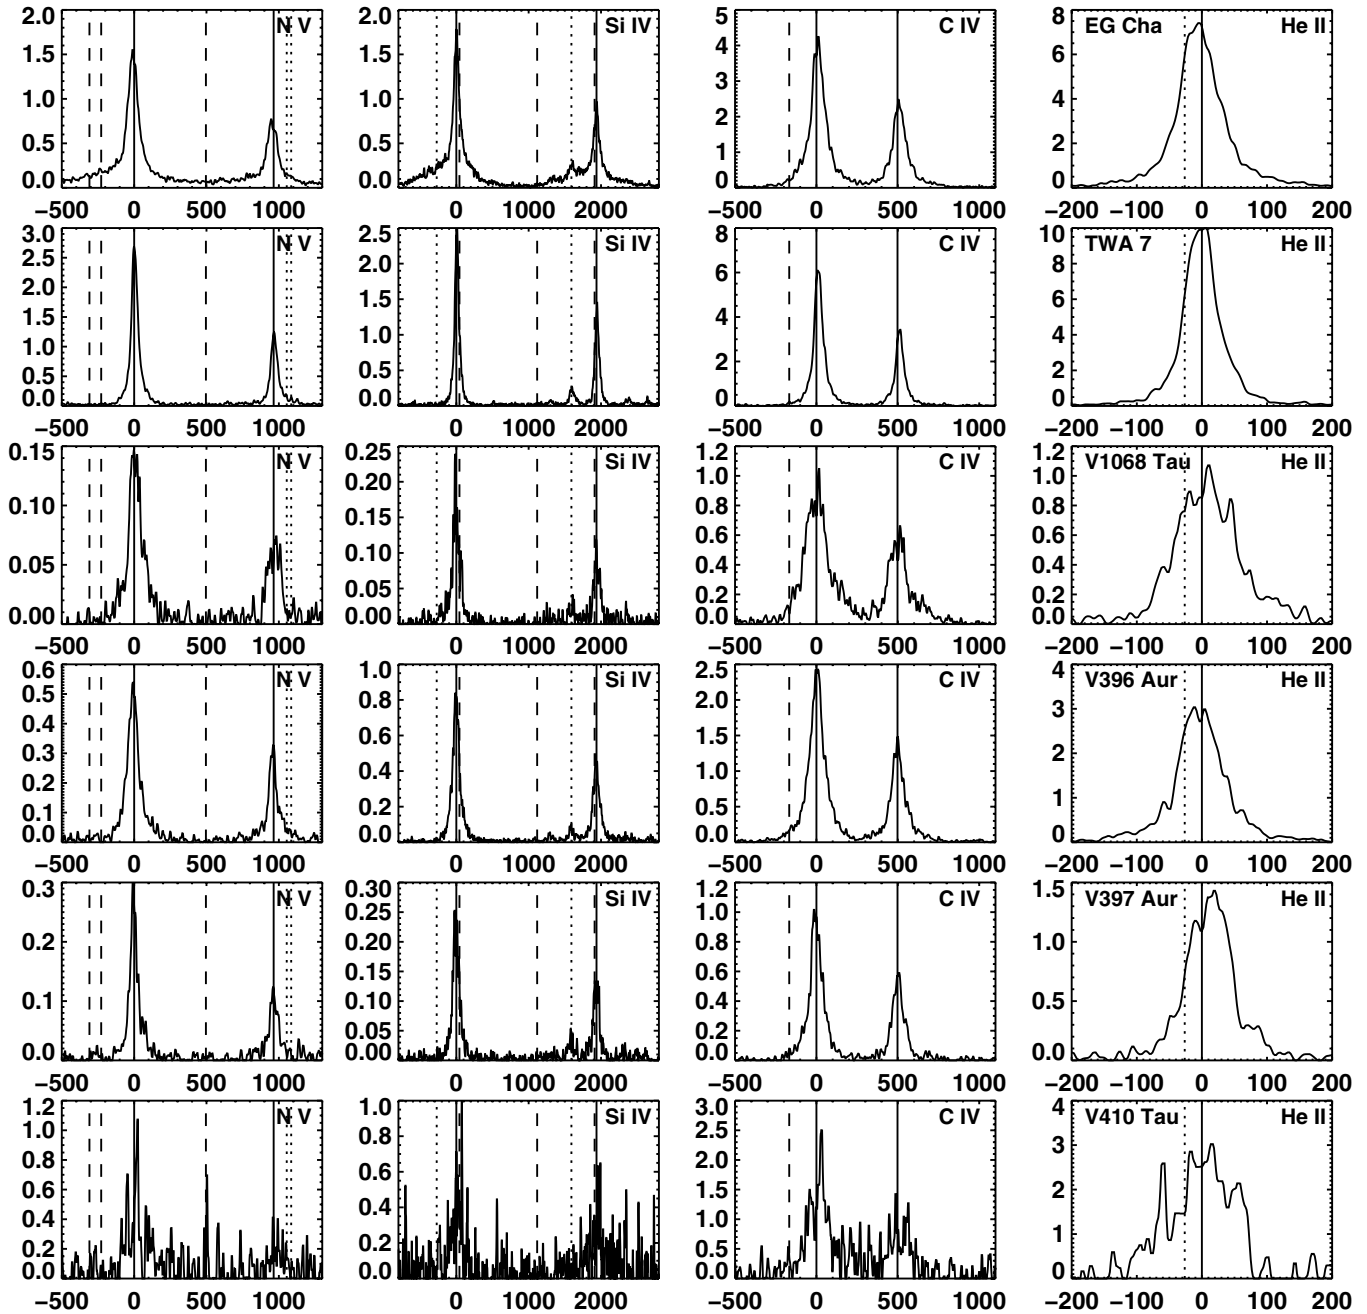 2.0 N V 2.0 Si IV 5 C IV 8 EG Cha He II
1.5 1.5 4 6
1.0 1.0 3 4
2
0.5 0.5 1 2
0.0 0.0 0 0
−500 0 500 1000 0 1000 2000 −500 0 500 1000 −200 −100 0 100 200
3.0 N V 2.5 Si IV 8 C IV 10 TWA 7 He II
2.5 2.0 6 8
2.0 1.5 6
1.5 4
1.0 1.0 4
0.5 0.5 2 2
0.0 0.0 0 0
−500 0 500 1000 0 1000 2000 −500 0 500 1000 −200 −100 0 100 200
0.15 N V 0.25 Si IV 1.2 C IV 1.2 V1068 Tau He II
0.20 1.0 1.0
0.10 0.15 0.8 0.8
0.6 0.6
0.05 0.10 0.4 0.4
0.05 0.2 0.2
0.00 0.00 0.0 0.0
−500 0 500 1000 0 1000 2000 −500 0 500 1000 −200 −100 0 100 200
0.6 N V 1.0 Si IV 2.5 C IV 4 V396 Aur He II
0.5 0.8 2.0 3
0.4 0.6 1.5
0.3 2
0.2 0.4 1.0
0.1 0.2 0.5 1
0.0 0.0 0.0 0
−500 0 500 1000 0 1000 2000 −500 0 500 1000 −200 −100 0 100 200
0.3 N V 0.30 Si IV 1.2 C IV 1.5 V397 Aur He II
0.25 1.0
0.2 0.20 0.8 1.0
0.15 0.6
0.1 0.10 0.4 0.5
0.05 0.2
0.0 0.00 0.0 0.0
−500 0 500 1000 0 1000 2000 −500 0 500 1000 −200 −100 0 100 200
1.2 N V 1.0 Si IV 3.0 C IV 4 V410 Tau He II
1.0 0.8 2.5 3
0.8 0.6 2.0
0.6 1.5 2
0.4 0.4 1.0
0.2 0.2 0.5 1
0.0 0.0 0.0 0
−500 0 500 1000 0 1000 2000 −500 0 500 1000 −200 −100 0 100 200